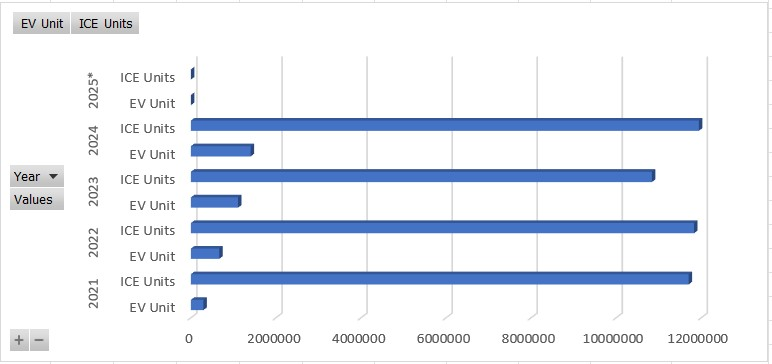 EV Unit ICE Units
2025* ICE Units
EV Unit
2024 ICE Units
EV Unit
Year
2023 ICE Units
Values
EV Unit
2022 ICE Units
EV Unit
2021 ICE Units
EV Unit
+ −
0 2000000 4000000 6000000 8000000 10000000 12000000